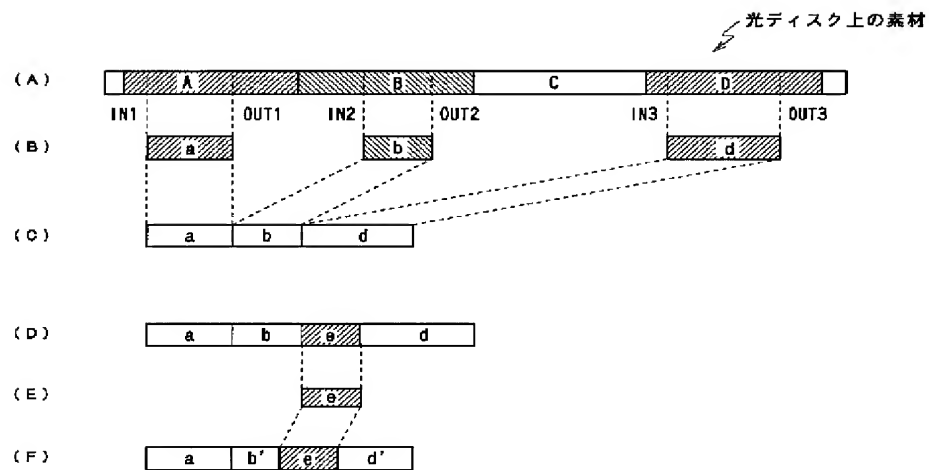 光ディスク上の素材
(A) A B C D
IN1 OUT1 IN2 OUT2 IN3 OUT3
(B) a b d
(C) a b d
(D) a b e d
(E) e
(F) a b' e d'